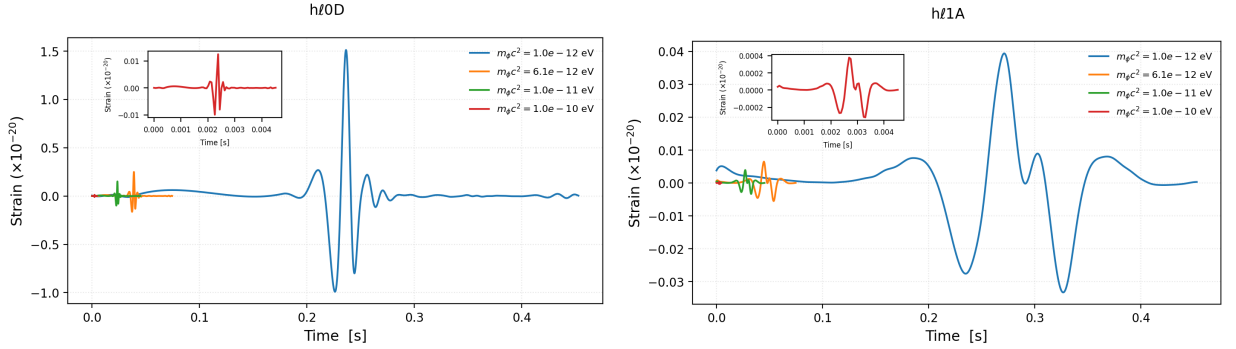 hℓ0D
Strain (×10⁻²⁰)
1.5
1.0
0.5
0.0
−0.5
−1.0
0.0
0.1
0.2
0.3
0.4
Time [s]
Strain (×10⁻²⁰)
0.01
0.00
−0.01
0.000
0.001
0.002
0.003
0.004
Time [s]
m_ϕc² = 1.0e − 12 eV
m_ϕc² = 6.1e − 12 eV
m_ϕc² = 1.0e − 11 eV
m_ϕc² = 1.0e − 10 eV
hℓ1A
Strain (×10⁻²⁰)
0.04
0.03
0.02
0.01
0.00
−0.01
−0.02
−0.03
0.0
0.1
0.2
0.3
0.4
Time [s]
Strain (×10⁻²⁰)
0.0004
0.0002
0.0000
−0.0002
0.000
0.001
0.002
0.003
0.004
Time [s]
m_ϕc² = 1.0e − 12 eV
m_ϕc² = 6.1e − 12 eV
m_ϕc² = 1.0e − 11 eV
m_ϕc² = 1.0e − 10 eV